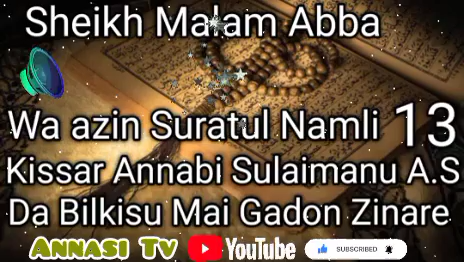 Sheikh Malam Abba
Wa azin Suratul Namli 13
Kissar Annabi Sulaimanu A.S
Da Bilkisu Mai Gadon Zinare
ANNASI TV YouTube SUBSCRIBED